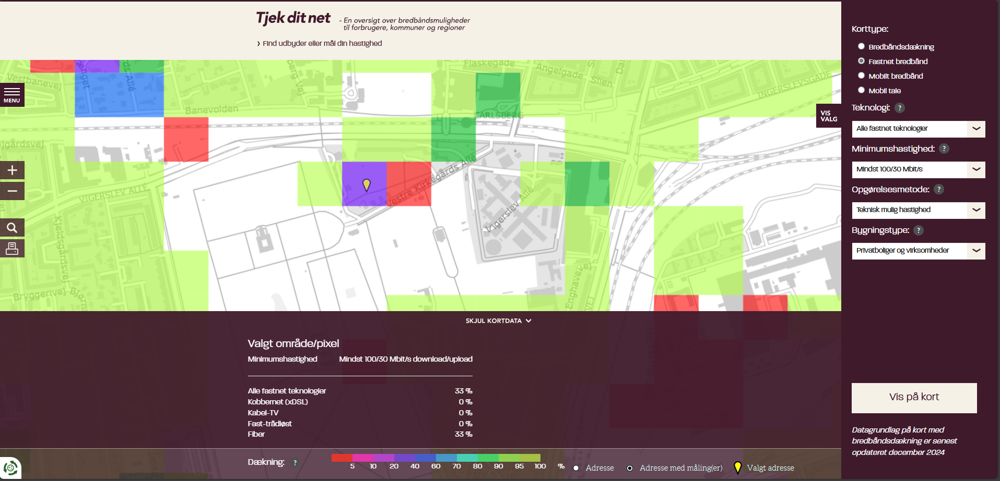 Tjek dit net
- En oversigt over bredbåndsmuligheder
til forbrugere, kommuner og regioner
› Find udbyder eller mål din hastighed
Flaskegade
Angelgade
Slien
INGERSLEVSGADE
Vestbanevej
Banevolden
CARLSBERG
VIGERSLEV ALLÉ
Vestre Kirkegårds Allé
Vigerslev Allé
Kjeldsgårdsvej
Bryggerivej
Enghavevej
MENU
VIS
VALG
SKJUL KORTDATA
Valgt område/pixel
Minimumshastighed Mindst 100/30 Mbit/s download/upload
Alle fastnet teknologier 33 %
Kobbernet (xDSL) 0 %
Kabel-TV 0 %
Fast-trådløst 0 %
Fiber 33 %
Dækning: ?
5 10 20 40 60 70 80 90 95 100 %
Adresse
Adresse med måling(er)
Valgt adresse
Korttype:
Bredbåndsdækning
Fastnet bredbånd
Mobilt bredbånd
Mobil tale
Teknologi: ?
Alle fastnet teknologier
Minimumshastighed: ?
Mindst 100/30 Mbit/s
Opgørelsesmetode: ?
Teknisk mulig hastighed
Bygningstype: ?
Privatboliger og virksomheder
Vis på kort
Datagrundlag på kort med
bredbåndsdækning er senest
opdateret december 2024